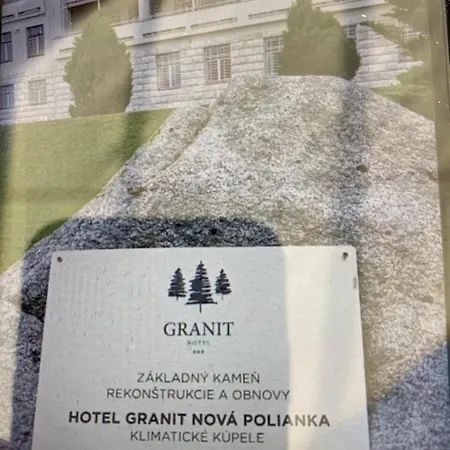 GRANIT
HOTEL
***
ZÁKLADNÝ KAMEŇ
REKONŠTRUKCIE A OBNOVY
HOTEL GRANIT NOVÁ POLIANKA
KLIMATICKÉ KÚPELE